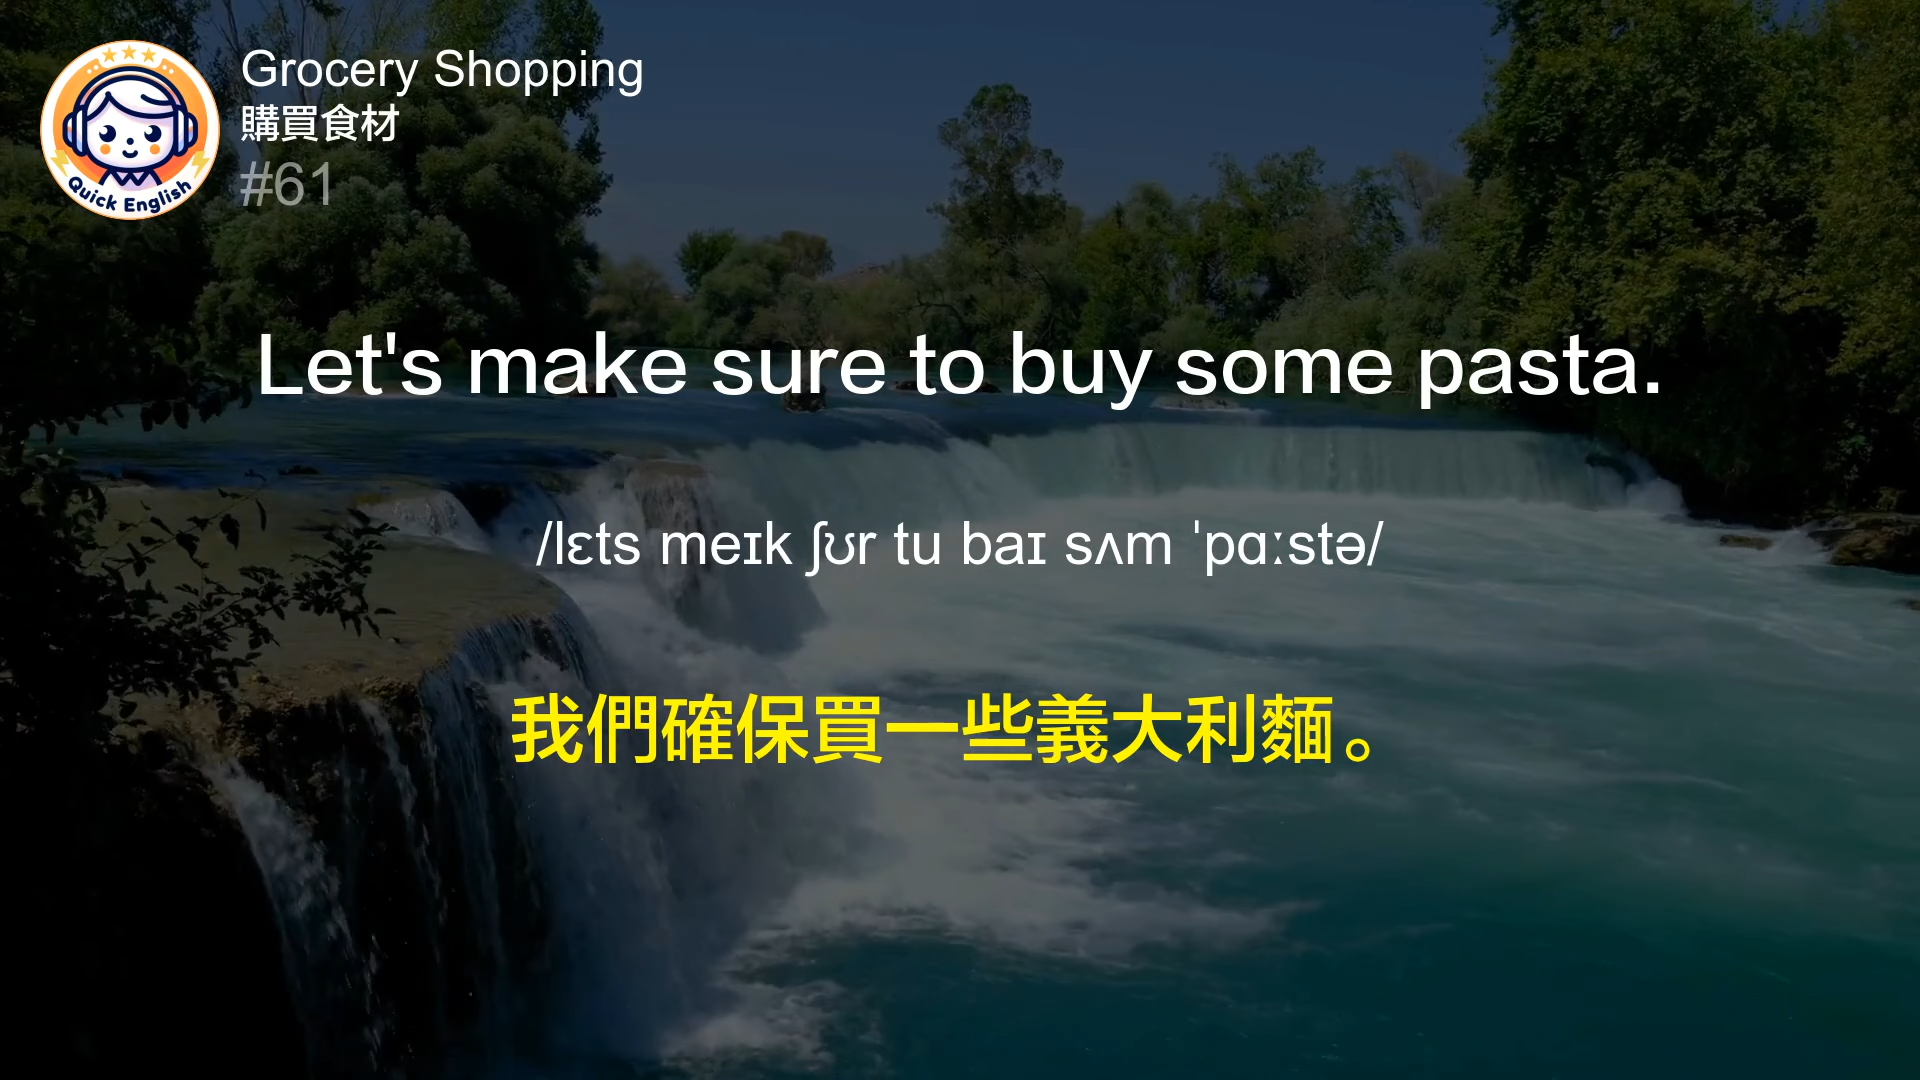 Quick English
Grocery Shopping
購買食材
#61
Let's make sure to buy some pasta.
/lɛts meɪk ʃʊr tu baɪ sʌm ˈpɑːstə/
我們確保買一些義大利麵。